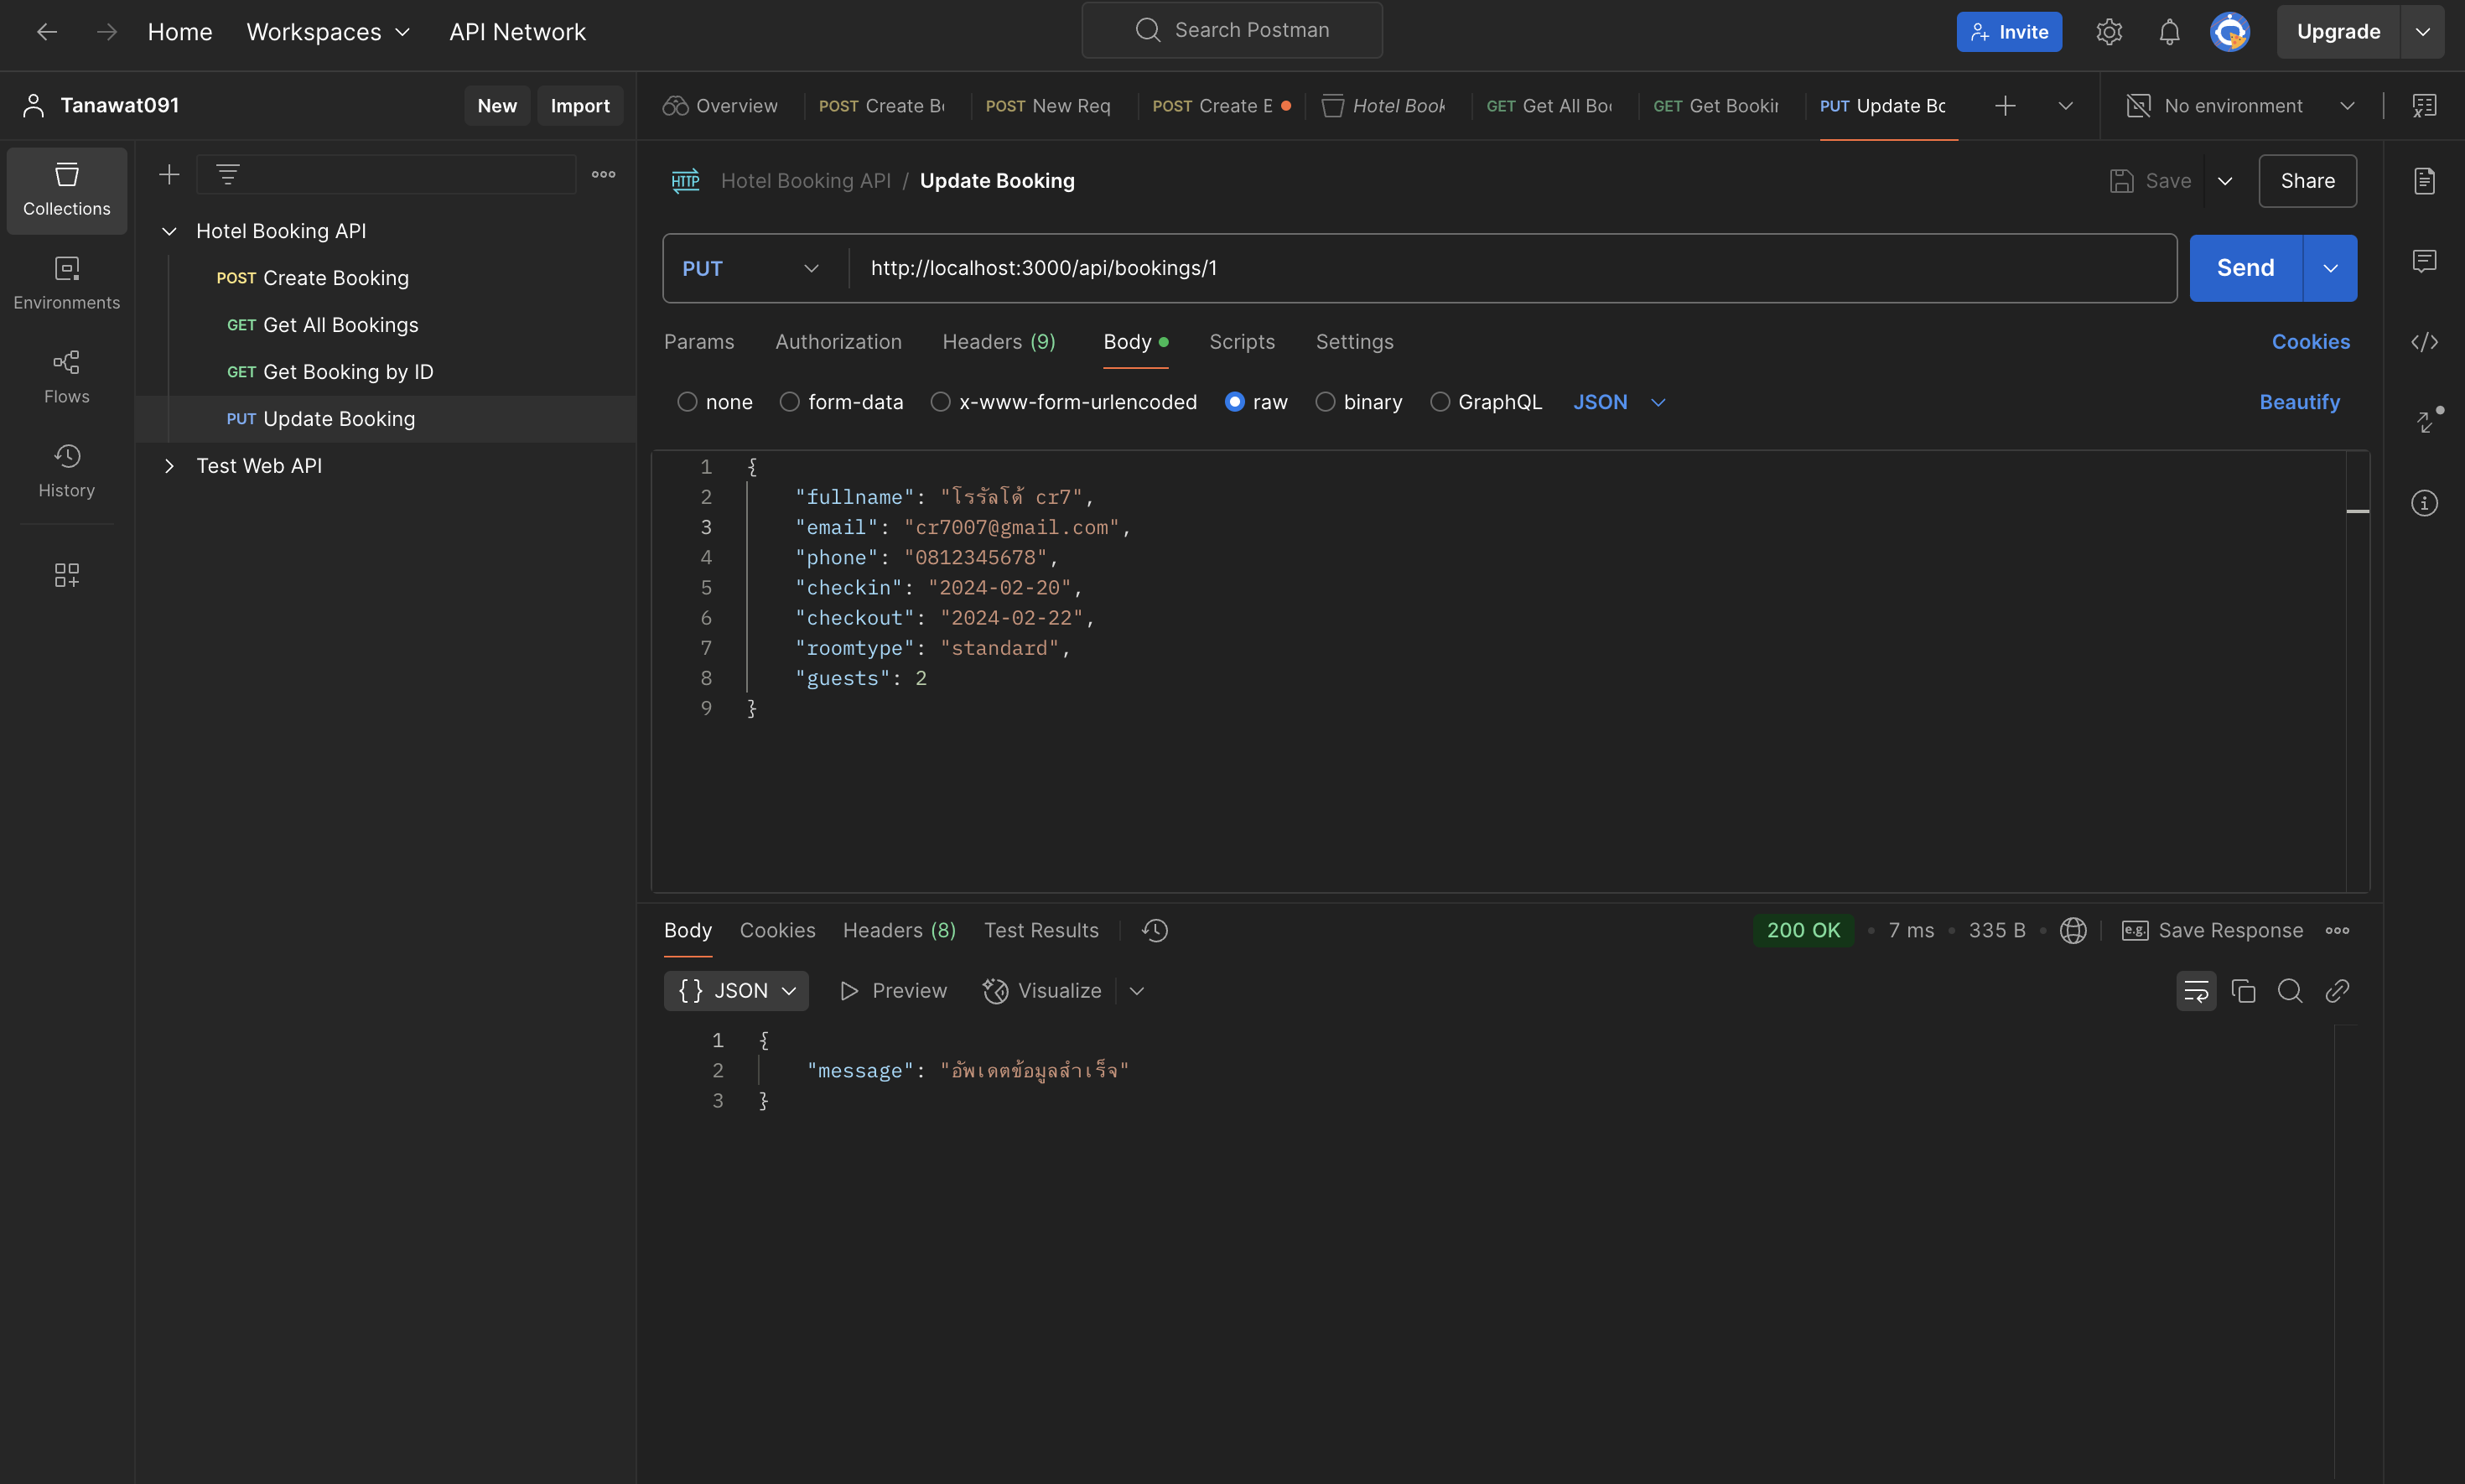 Home Workspaces API Network Search Postman Invite Upgrade
Tanawat091 New Import
Overview POST Create Bo POST New Req POST Create B Hotel Book GET Get All Boo GET Get Bookin PUT Update Bo No environment
Collections
Environments
Flows
History
Hotel Booking API
POST Create Booking
GET Get All Bookings
GET Get Booking by ID
PUT Update Booking
Test Web API
HTTP Hotel Booking API / Update Booking Save Share
PUT http://localhost:3000/api/bookings/1 Send
Params Authorization Headers (9) Body Scripts Settings Cookies
none form-data x-www-form-urlencoded raw binary GraphQL JSON Beautify
1 {
2 "fullname": "โรรัลโด้ cr7",
3 "email": "cr7007@gmail.com",
4 "phone": "0812345678",
5 "checkin": "2024-02-20",
6 "checkout": "2024-02-22",
7 "roomtype": "standard",
8 "guests": 2
9 }
Body Cookies Headers (8) Test Results 200 OK • 7 ms • 335 B • e.g. Save Response
{} JSON Preview Visualize
1 {
2 "message": "อัพเดตข้อมูลสำเร็จ"
3 }